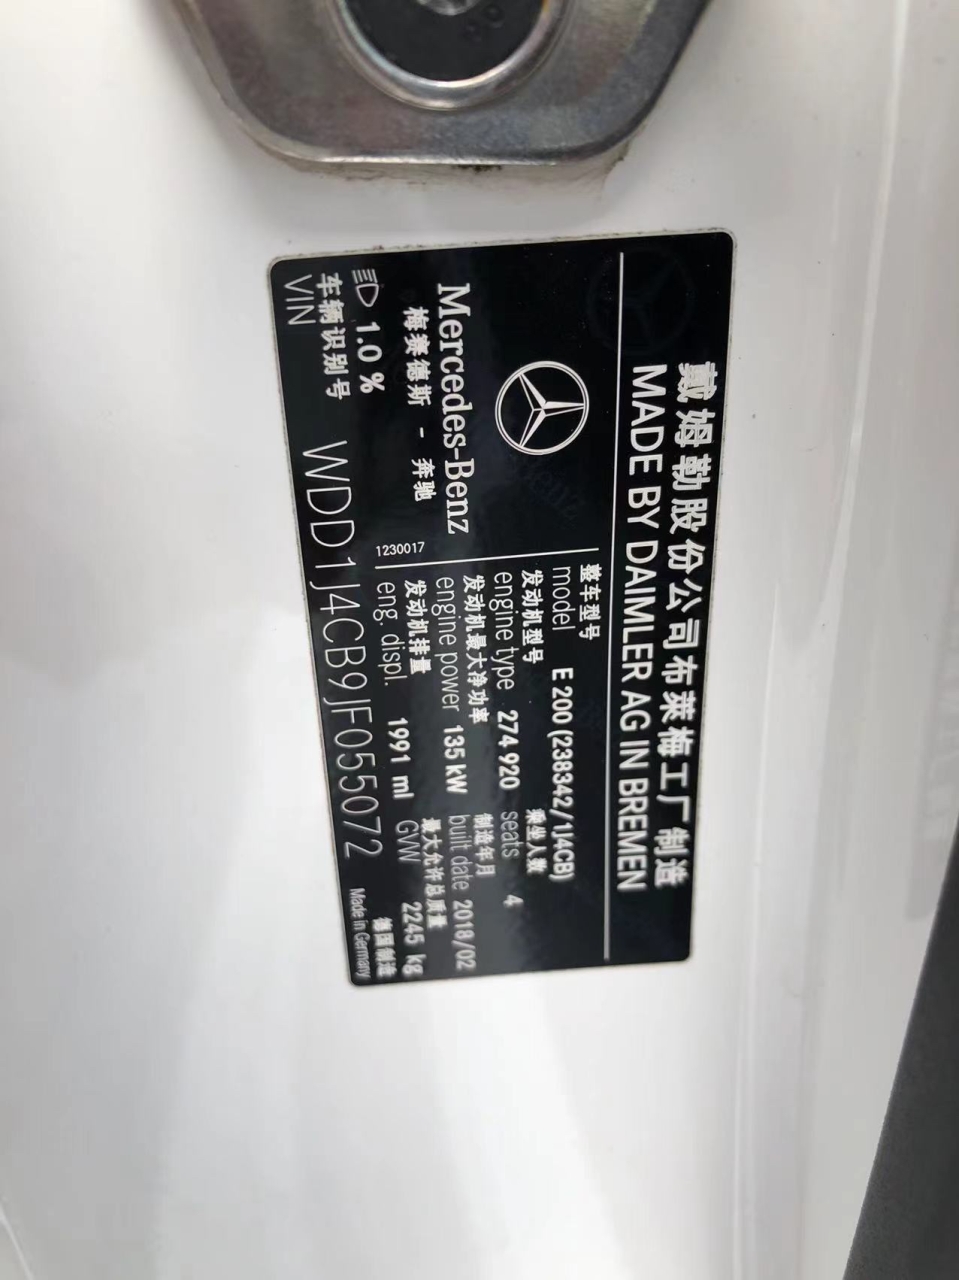 戴姆勒股份公司布莱梅工厂制造
MADE BY DAIMLER AG IN BREMEN
Mercedes-Benz
梅赛德斯 - 奔驰
1.0 %
1230017
整车型号
model E 200 (238342/1J4CB)
发动机型号 乘坐人数
engine type 274 920 seats 4
发动机最大净功率 制造年月
engine power 135 kW built date 2018/02
发动机排量 最大允许总质量
eng. displ. 1991 ml GVW 2245 kg
车辆识别号 德国制造
VIN WDD1J4CB9JF055072 Made in Germany